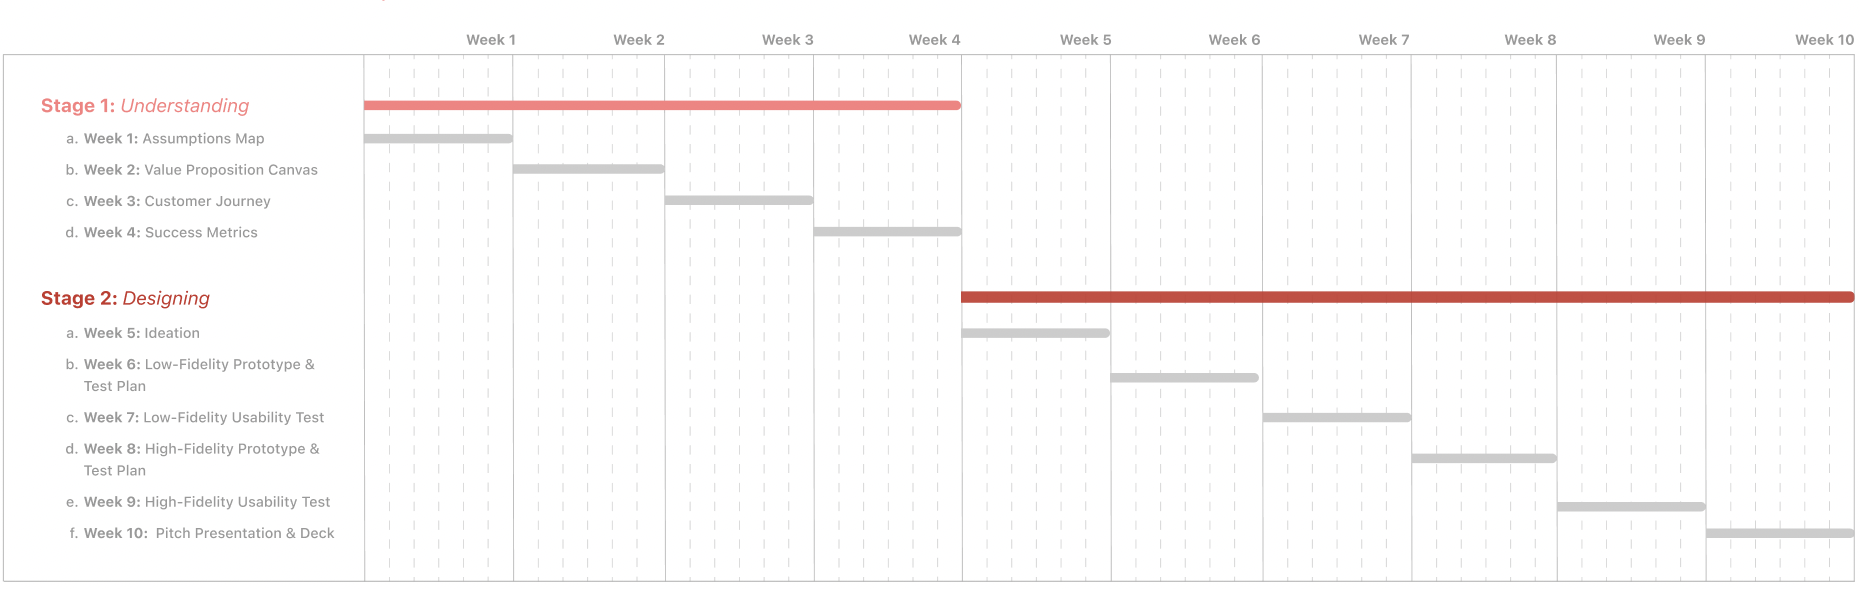 Week 1 Week 2 Week 3 Week 4 Week 5 Week 6 Week 7 Week 8 Week 9 Week 10
Stage 1: Understanding
a. Week 1: Assumptions Map
b. Week 2: Value Proposition Canvas
c. Week 3: Customer Journey
d. Week 4: Success Metrics
Stage 2: Designing
a. Week 5: Ideation
b. Week 6: Low-Fidelity Prototype &
Test Plan
c. Week 7: Low-Fidelity Usability Test
d. Week 8: High-Fidelity Prototype &
Test Plan
e. Week 9: High-Fidelity Usability Test
f. Week 10: Pitch Presentation & Deck